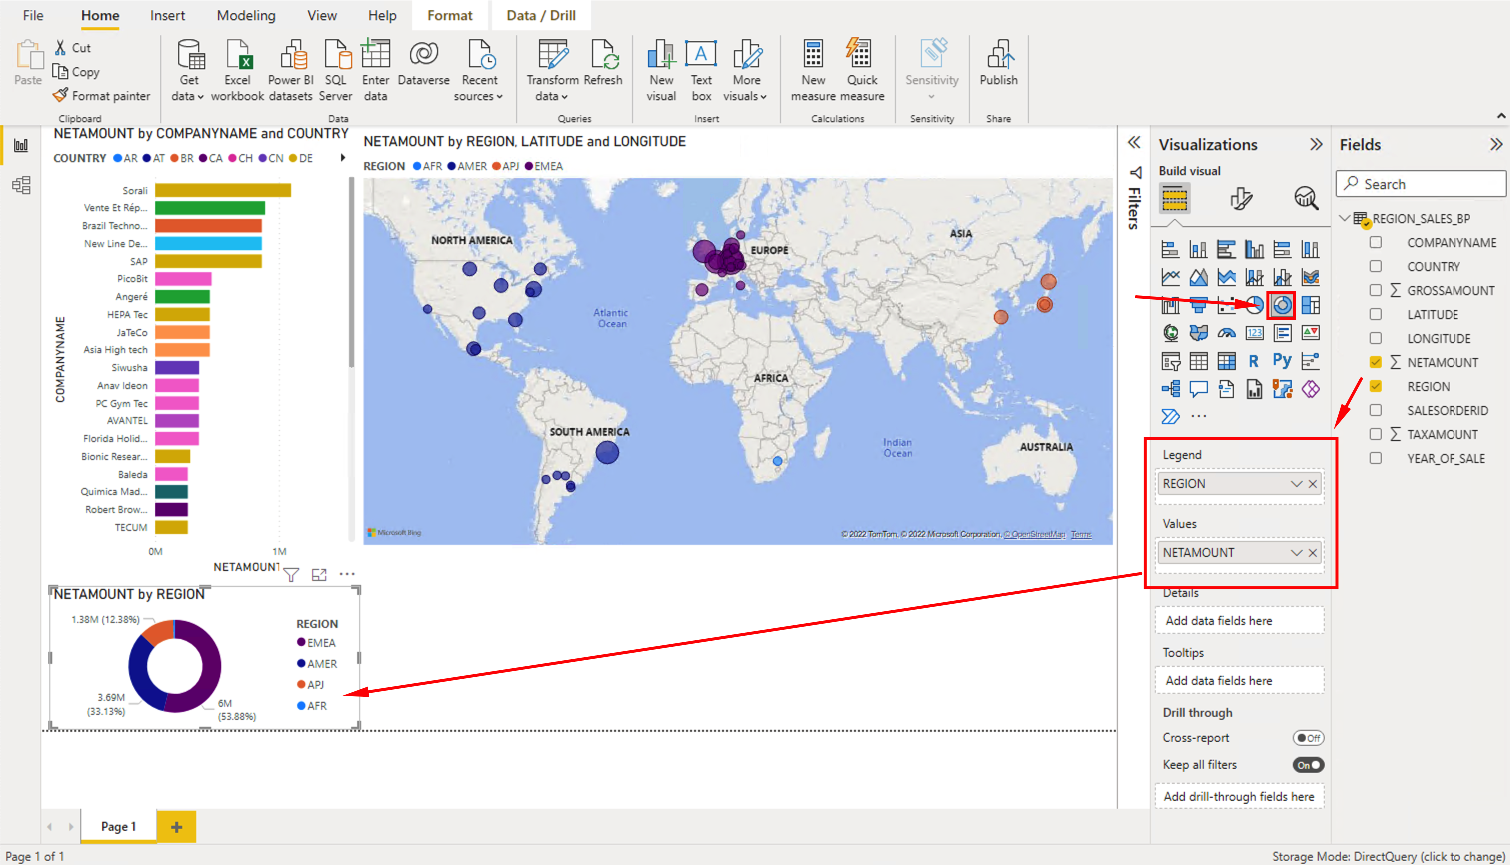 File Home Insert Modeling View Help Format Data / Drill
Paste
Cut
Copy
Format painter
Clipboard
Get data
Excel workbook
Power BI datasets
SQL Server
Enter data
Dataverse
Recent sources
Data
Transform data
Refresh
Queries
New visual
Text box
More visuals
Insert
New measure
Quick measure
Calculations
Sensitivity
Sensitivity
Publish
Share
NETAMOUNT by COMPANYNAME and COUNTRY
COUNTRY AR AT BR CA CH CN DE
COMPANYNAME
Sorali
Vente Et Rép...
Brazil Techno...
New Line De...
SAP
PicoBit
Angeré
HEPA Tec
JaTeCo
Asia High tech
Siwusha
Anav Ideon
PC Gym Tec
AVANTEL
Florida Holid...
Bionic Resear...
Baleda
Quimica Mad...
Robert Brow...
TECUM
0M 1M
NETAMOUNT
NETAMOUNT by REGION, LATITUDE and LONGITUDE
REGION AFR AMER APJ EMEA
NORTH AMERICA
EUROPE
ASIA
Atlantic
Ocean
AFRICA
SOUTH AMERICA
Indian
Ocean
AUSTRALIA
Microsoft Bing
© 2022 TomTom, © 2022 Microsoft Corporation, © OpenStreetMap Terms
NETAMOUNT by REGION
1.38M (12.38%)
3.69M
(33.13%)
6M
(53.88%)
REGION
EMEA
AMER
APJ
AFR
Filters
Visualizations
Build visual
123
R
Py
Legend
REGION
Values
NETAMOUNT
Details
Add data fields here
Tooltips
Add data fields here
Drill through
Cross-report Off
Keep all filters On
Add drill-through fields here
Fields
Search
REGION_SALES_BP
COMPANYNAME
COUNTRY
∑ GROSSAMOUNT
LATITUDE
LONGITUDE
∑ NETAMOUNT
REGION
SALESORDERID
∑ TAXAMOUNT
YEAR_OF_SALE
Page 1
Page 1 of 1
Storage Mode: DirectQuery (click to change)